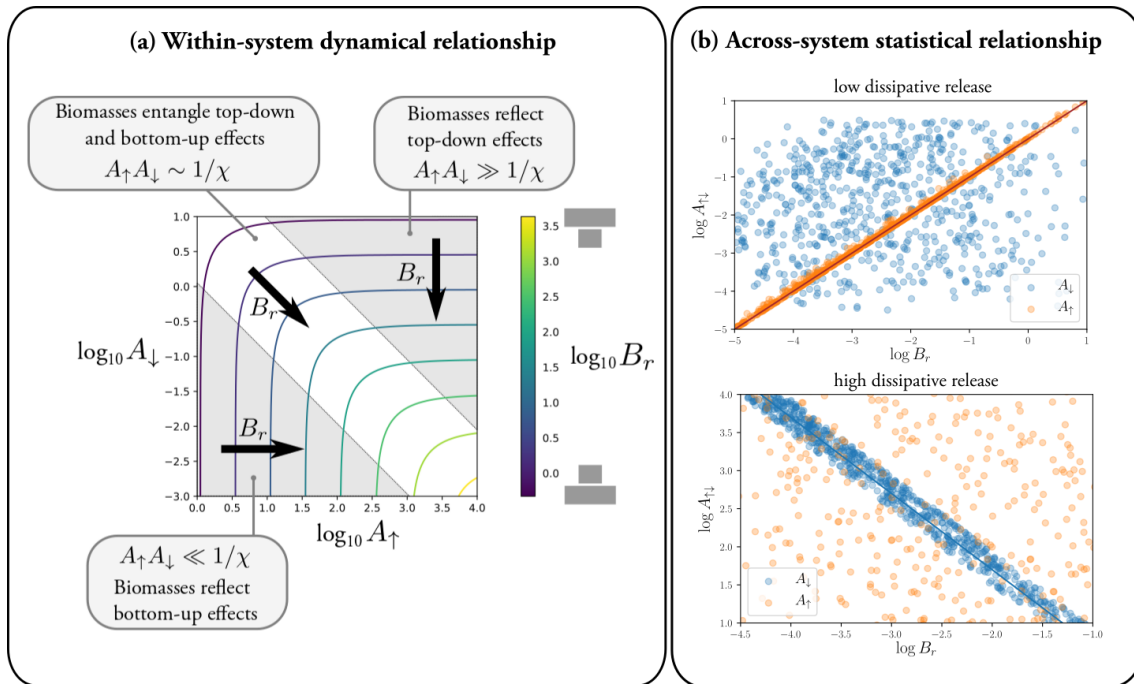 (a) Within-system dynamical relationship
Biomasses entangle top-down
and bottom-up effects
A↑A↓ ∼ 1/χ
Biomasses reflect
top-down effects
A↑A↓ ≫ 1/χ
1.0
0.5
0.0
−0.5
−1.0
−1.5
−2.0
−2.5
−3.0
log₁₀ A↓
B_r
B_r
B_r
0.0 0.5 1.0 1.5 2.0 2.5 3.0 3.5 4.0
log₁₀ A↑
3.5
3.0
2.5
2.0
1.5
1.0
0.5
0.0
log₁₀ B_r
A↑A↓ ≪ 1/χ
Biomasses reflect
bottom-up effects
(b) Across-system statistical relationship
low dissipative release
1
0
−1
−2
−3
−4
−5
log A↑↓
A↓
A↑
−5 −4 −3 −2 −1 0 1
log B_r
high dissipative release
4.0
3.5
3.0
2.5
2.0
1.5
1.0
log A↑↓
A↓
A↑
−4.5 −4.0 −3.5 −3.0 −2.5 −2.0 −1.5 −1.0
log B_r